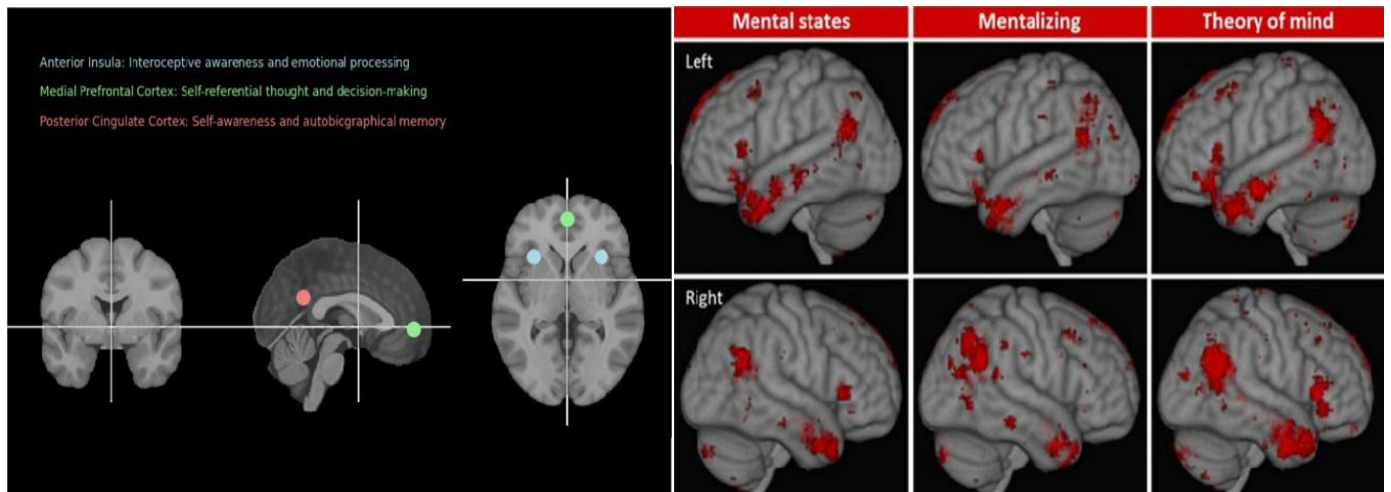 Anterior Insula: Interoceptive awareness and emotional processing
Medial Prefrontal Cortex: Self-referential thought and decision-making
Posterior Cingulate Cortex: Self-awareness and autobicgraphical memory
Mental states
Mentalizing
Theory of mind
Left
Right